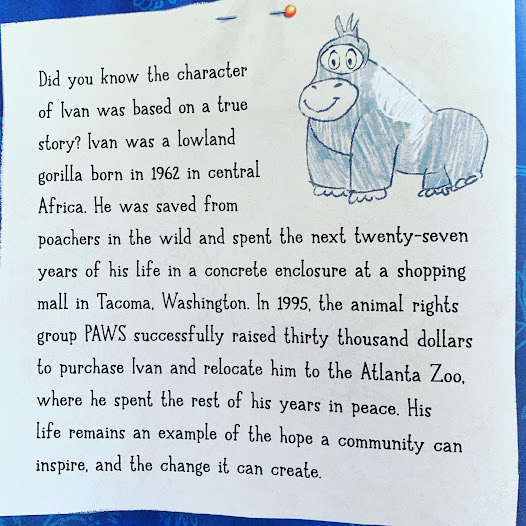 Did you know the character
of Ivan was based on a true
story? Ivan was a lowland
gorilla born in 1962 in central
Africa. He was saved from
poachers in the wild and spent the next twenty-seven
years of his life in a concrete enclosure at a shopping
mall in Tacoma, Washington. In 1995, the animal rights
group PAWS successfully raised thirty thousand dollars
to purchase Ivan and relocate him to the Atlanta Zoo,
where he spent the rest of his years in peace. His
life remains an example of the hope a community can
inspire, and the change it can create.